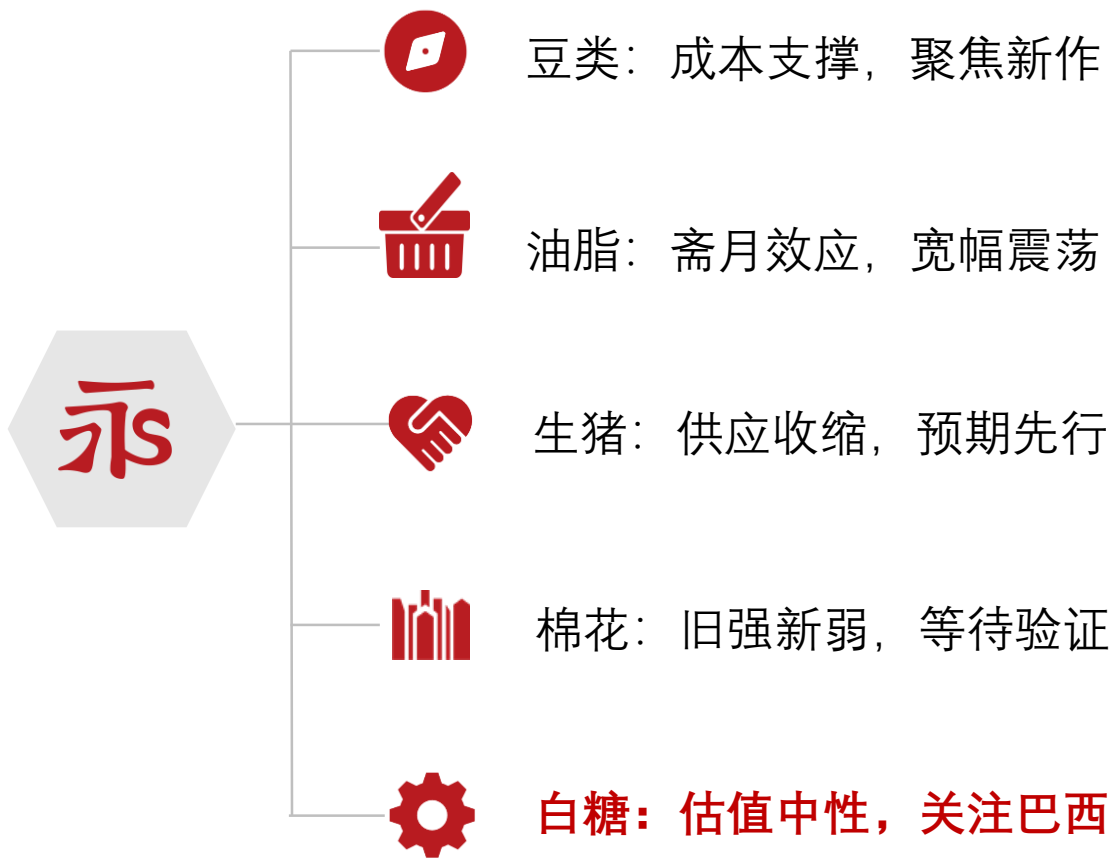 豆类：成本支撑，聚焦新作
油脂：斋月效应，宽幅震荡
生猪：供应收缩，预期先行
棉花：旧强新弱，等待验证
白糖：估值中性，关注巴西